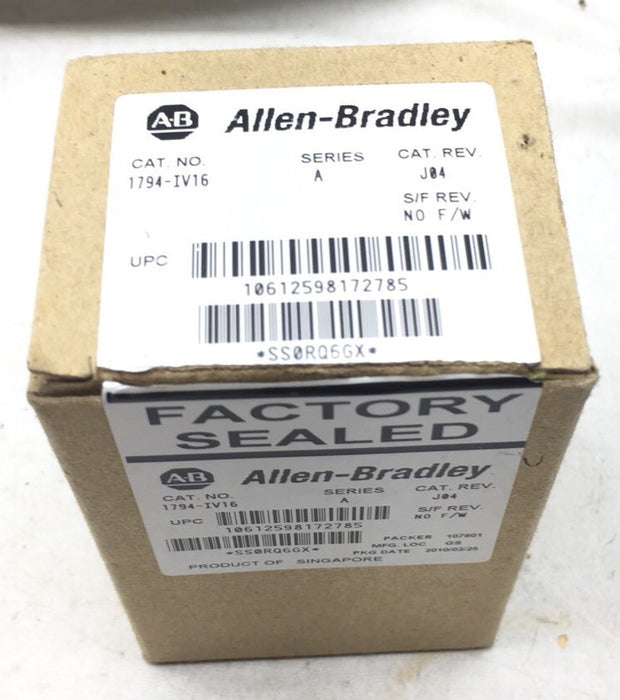 A-B Allen-Bradley
CAT. NO. SERIES CAT. REV.
1794-IV16 A J04
S/F REV.
NO F/W
UPC
10612598172785
*SS0RQ6GX*
FACTORY
SEALED
A-B Allen-Bradley
CAT. NO. SERIES CAT. REV.
1794-IV16 A J04
S/F REV.
UPC NO F/W
10612598172785
PACKER 107601
*SS0RQ6GX* MFG. LOC GS
PKG DATE 2010/02/25
PRODUCT OF SINGAPORE